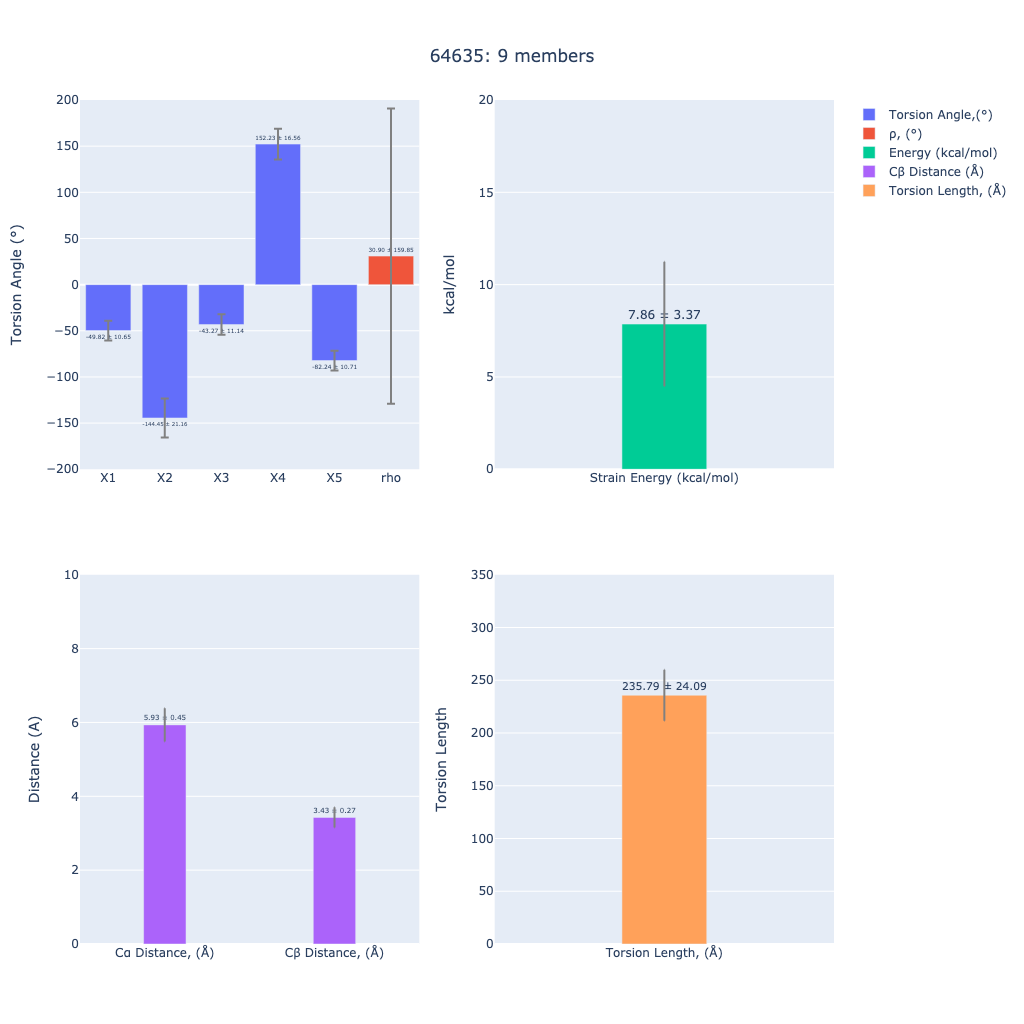 64635: 9 members
Torsion Angle (°)
200
150
100
50
0
−50
−100
−150
−200
152.23 ± 16.56
30.90 ± 159.85
-49.82 ± 10.65
-43.27 ± 11.14
-82.24 ± 10.71
-144.45 ± 21.16
X1 X2 X3 X4 X5 rho
kcal/mol
20
15
10
5
0
7.86 ± 3.37
Strain Energy (kcal/mol)
Torsion Angle,(°)
ρ, (°)
Energy (kcal/mol)
Cβ Distance (Å)
Torsion Length, (Å)
Distance (A)
10
8
6
4
2
0
5.93 ± 0.45
3.43 ± 0.27
Cα Distance, (Å) Cβ Distance, (Å)
Torsion Length
350
300
250
200
150
100
50
0
235.79 ± 24.09
Torsion Length, (Å)